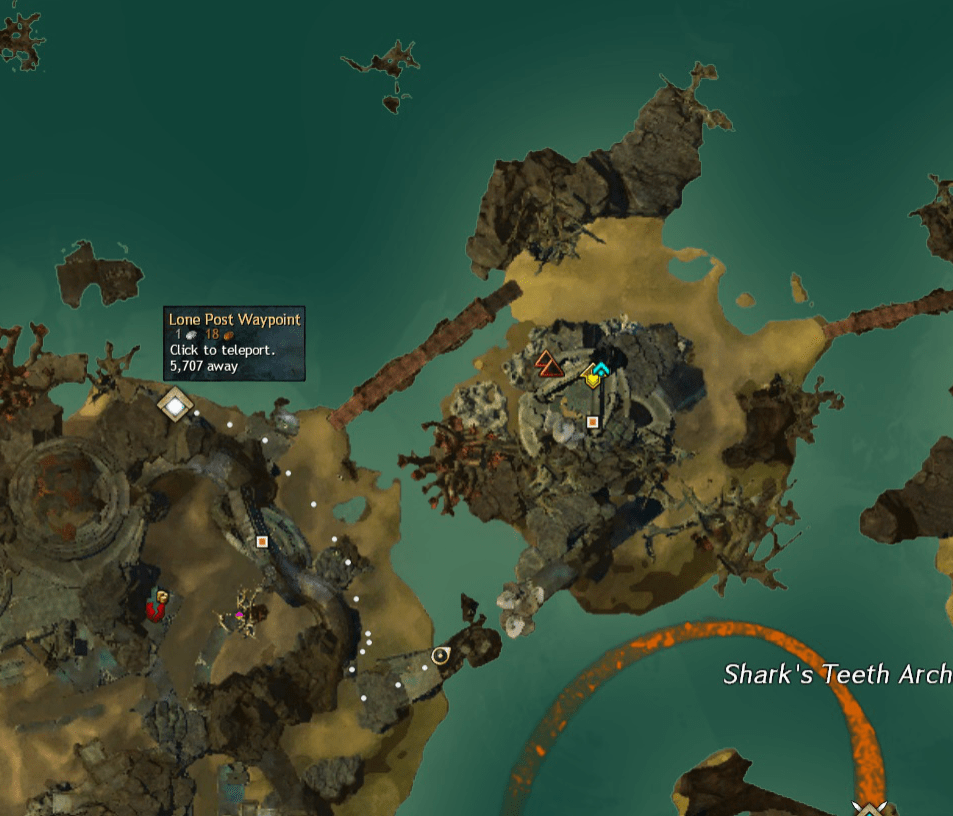 Lone Post Waypoint
1 18
Click to teleport.
5,707 away
Shark's Teeth Arch